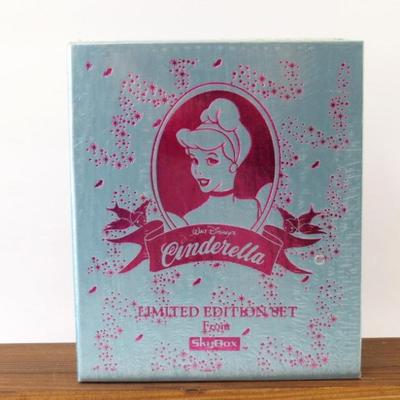 Walt Disney's
Cinderella
LIMITED EDITION SET
From
SkyBox